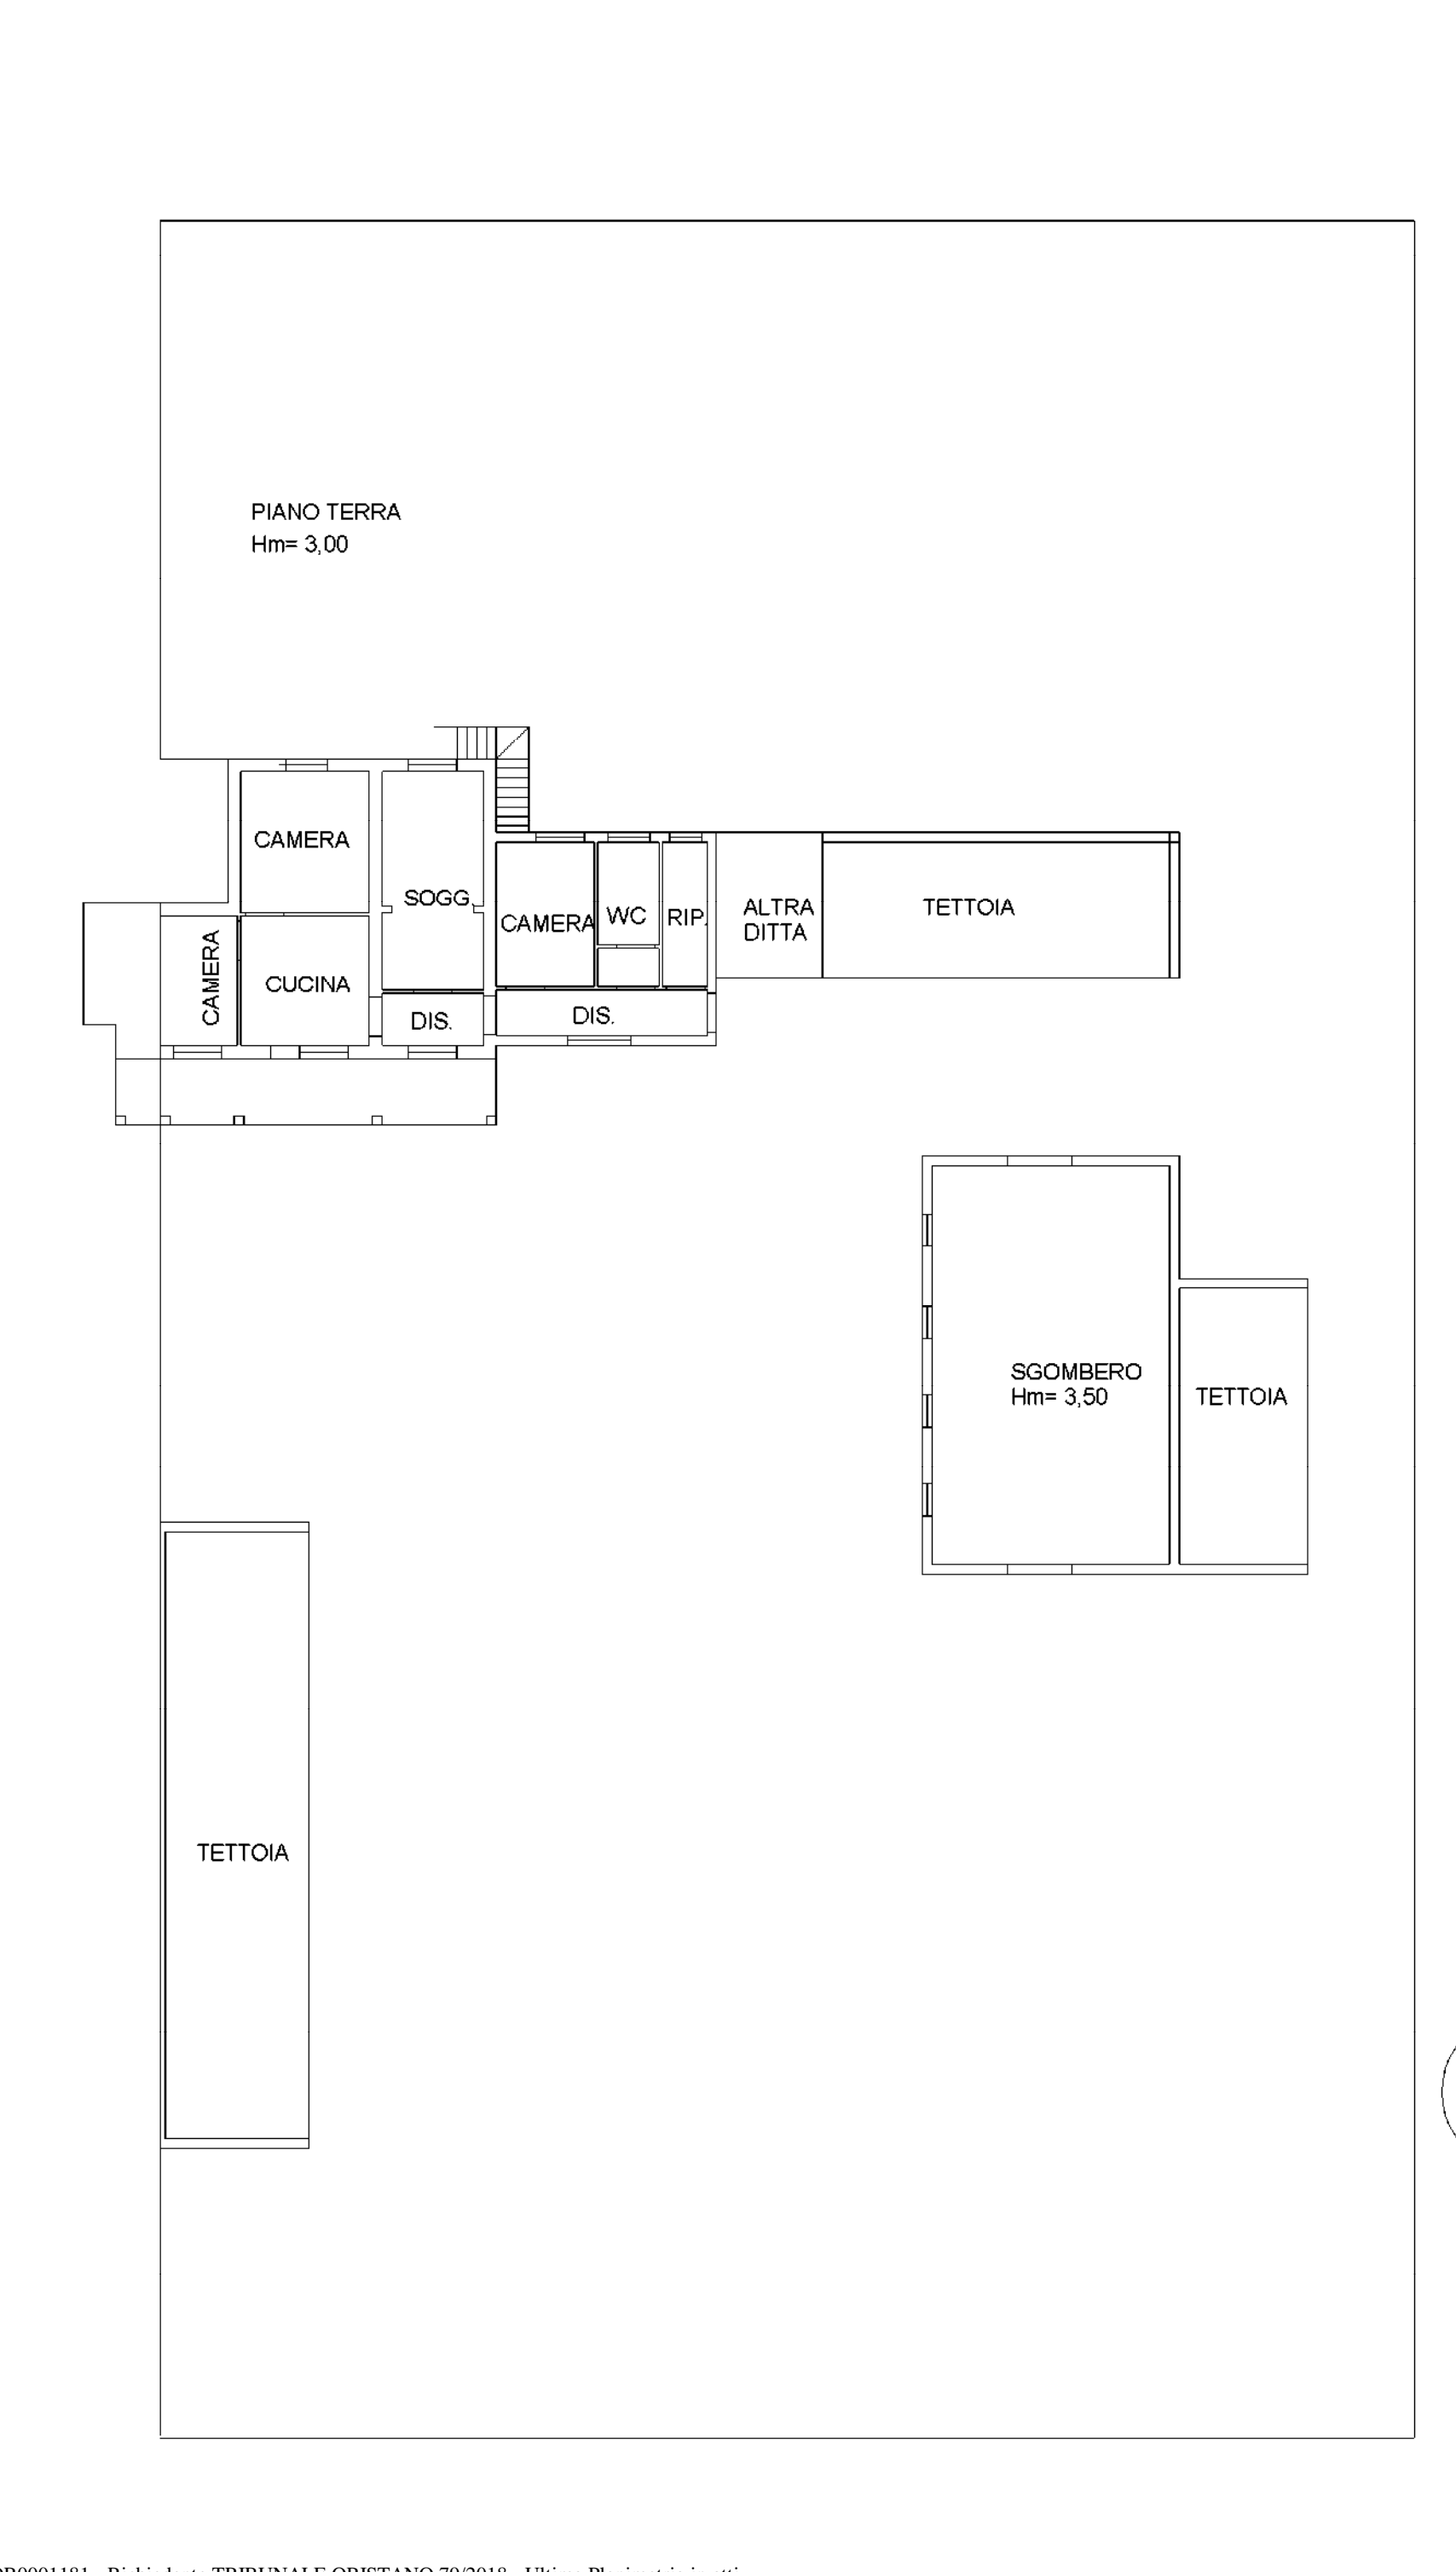 PIANO TERRA
Hm= 3,00
CAMERA
SOGG.
CAMERA
WC
RIP.
ALTRA
DITTA
TETTOIA
CAMERA
CUCINA
DIS.
DIS.
SGOMBERO
Hm= 3,50
TETTOIA
TETTOIA